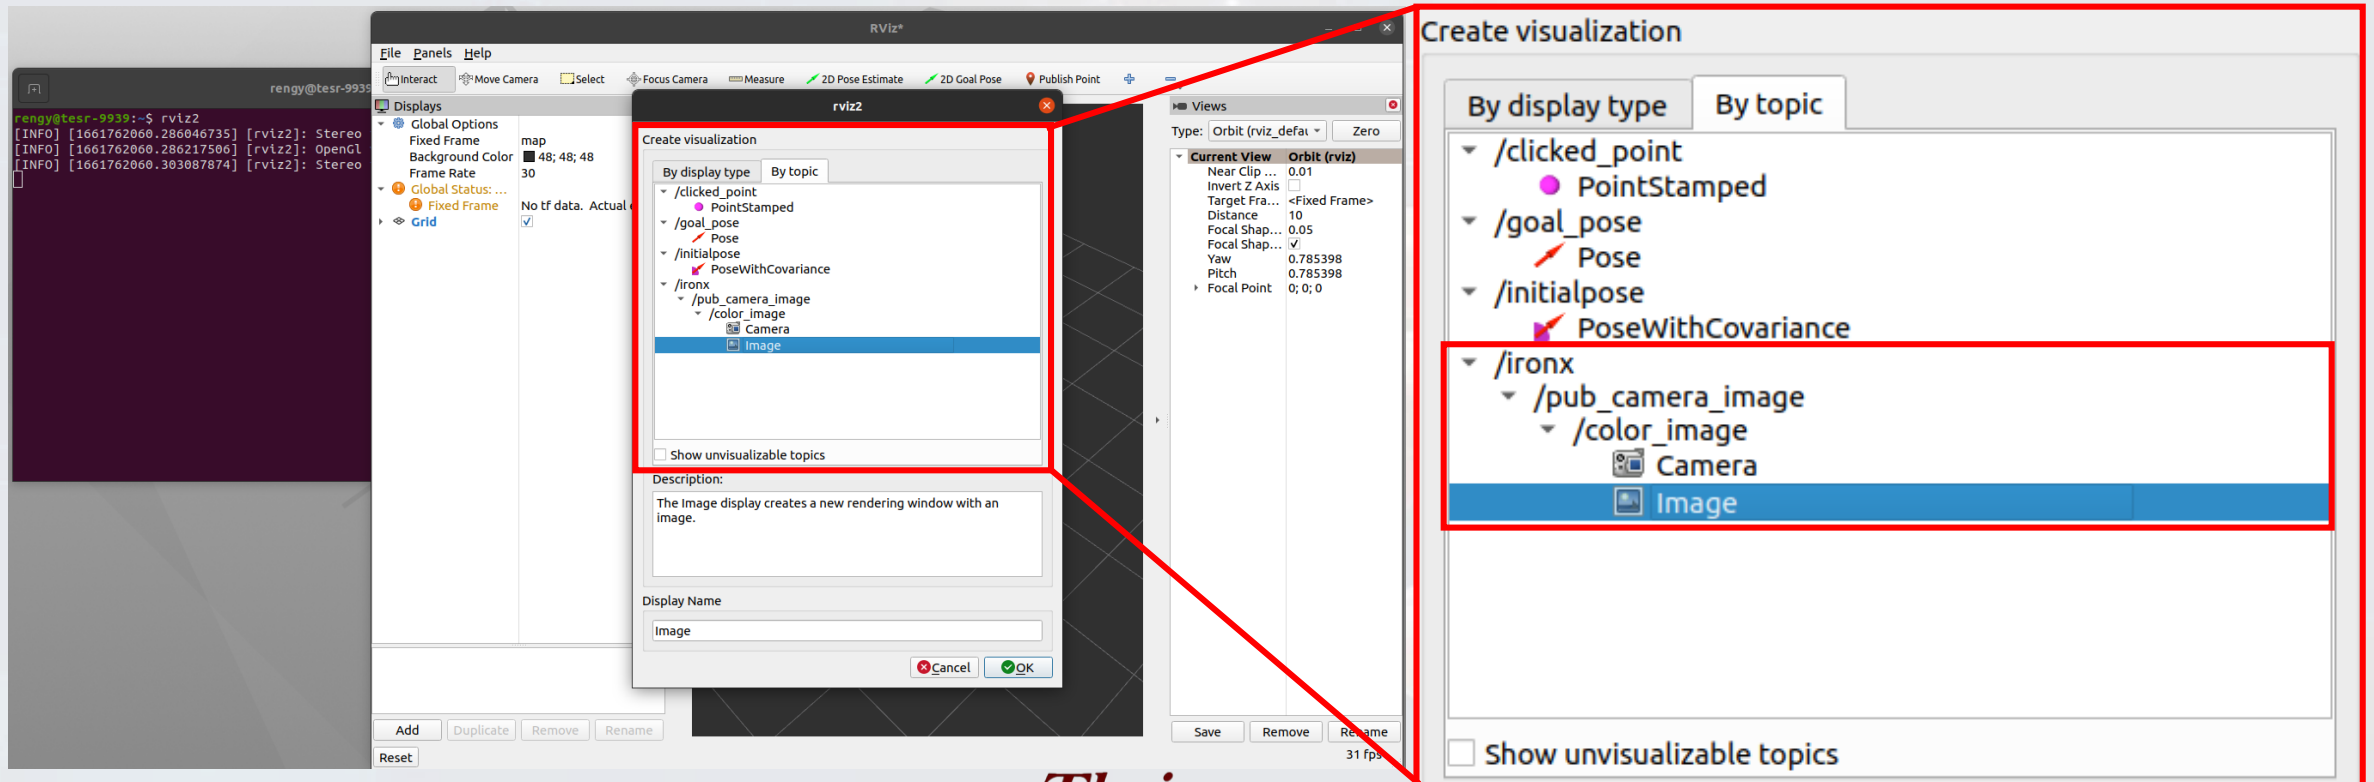 RViz*
File Panels Help
Interact Move Camera Select Focus Camera Measure 2D Pose Estimate 2D Goal Pose Publish Point
rengy@tesr-9939
rengy@tesr-9939:~$ rviz2
[INFO] [1661762060.286046735] [rviz2]: Stereo
[INFO] [1661762060.286217506] [rviz2]: OpenGl
[INFO] [1661762060.303087874] [rviz2]: Stereo
Displays
Global Options
Fixed Frame map
Background Color 48; 48; 48
Frame Rate 30
Global Status: ...
Fixed Frame No tf data. Actual
Grid
Add Duplicate Remove Rename
Reset
rviz2
Create visualization
By display type By topic
/clicked_point
PointStamped
/goal_pose
Pose
/initialpose
PoseWithCovariance
/ironx
/pub_camera_image
/color_image
Camera
Image
Show unvisualizable topics
Description:
The Image display creates a new rendering window with an
image.
Display Name
Image
Cancel OK
Views
Type: Orbit (rviz_defau Zero
Current View Orbit (rviz)
Near Clip ... 0.01
Invert Z Axis
Target Fra... <Fixed Frame>
Distance 10
Focal Shap... 0.05
Focal Shap...
Yaw 0.785398
Pitch 0.785398
Focal Point 0; 0; 0
Save Remove Rename
31 fps
Create visualization
By display type By topic
/clicked_point
PointStamped
/goal_pose
Pose
/initialpose
PoseWithCovariance
/ironx
/pub_camera_image
/color_image
Camera
Image
Show unvisualizable topics